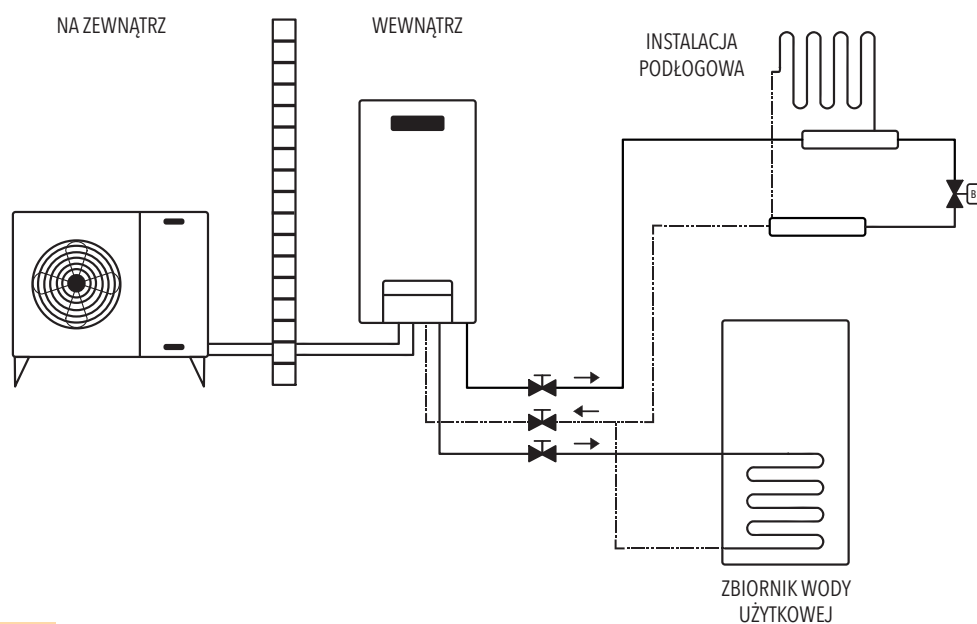 NA ZEWNĄTRZ
WEWNĄTRZ
INSTALACJA
PODŁOGOWA
B
ZBIORNIK WODY
UŻYTKOWEJ